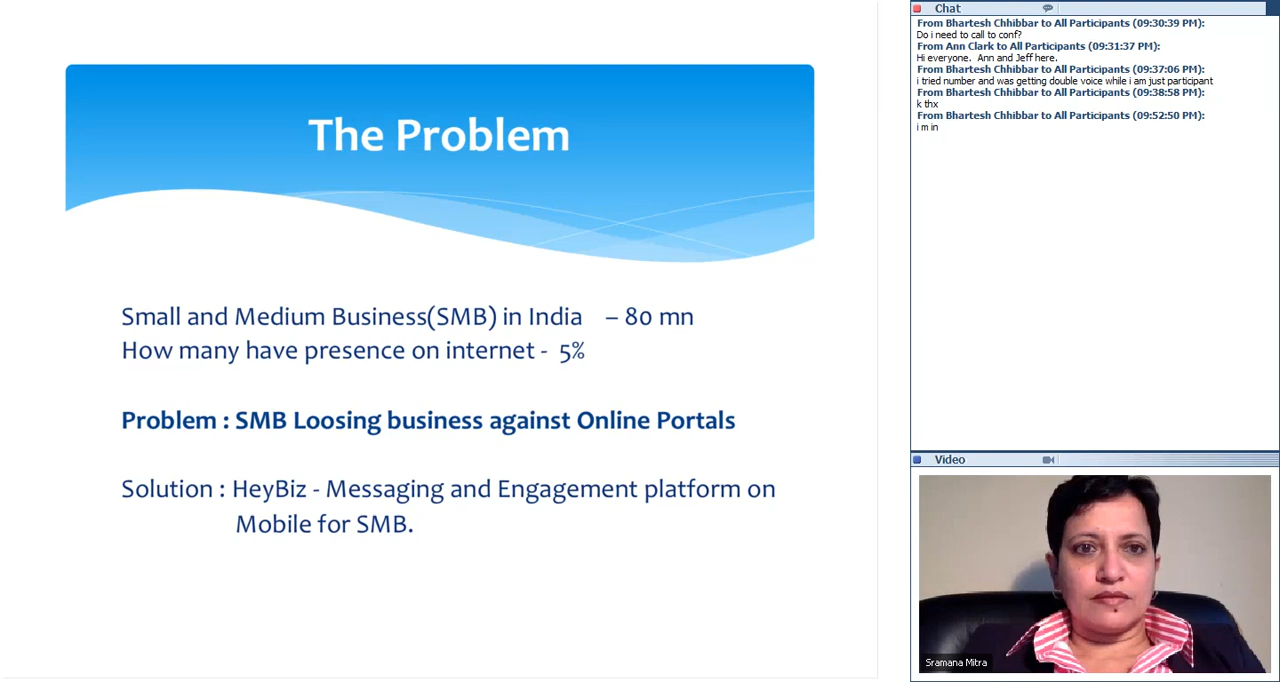 The Problem
Small and Medium Business(SMB) in India – 80 mn
How many have presence on internet - 5%
Problem : SMB Loosing business against Online Portals
Solution : HeyBiz - Messaging and Engagement platform on
Mobile for SMB.
Chat
From Bhartesh Chhibbar to All Participants (09:30:39 PM):
Do i need to call to conf?
From Ann Clark to All Participants (09:31:37 PM):
Hi everyone. Ann and Jeff here.
From Bhartesh Chhibbar to All Participants (09:37:06 PM):
i tried number and was getting double voice while i am just participant
From Bhartesh Chhibbar to All Participants (09:38:58 PM):
k thx
From Bhartesh Chhibbar to All Participants (09:52:50 PM):
i m in
Video
Sramana Mitra